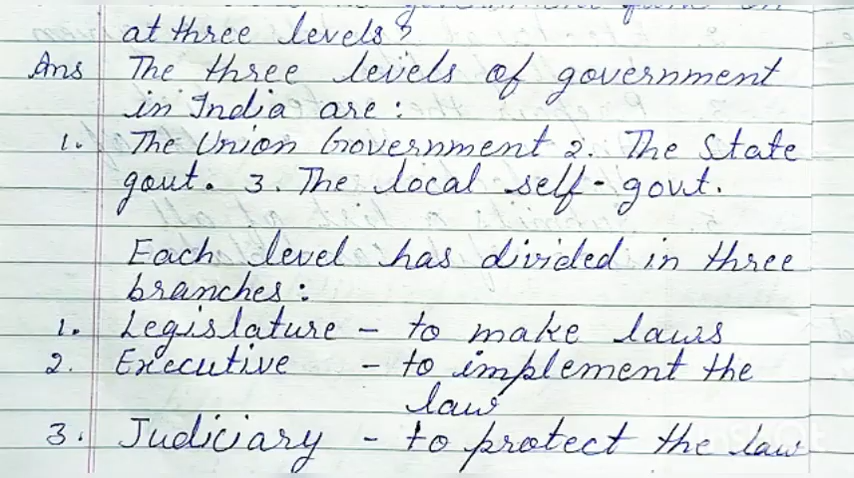 at three levels?
Ans The three levels of government
in India are :
1. The Union Government 2. The State
govt. 3. The local self-govt.
Each level has divided in three
branches :
1. Legislature - to make laws
2. Executive - to implement the
law
3. Judiciary - to protect the law